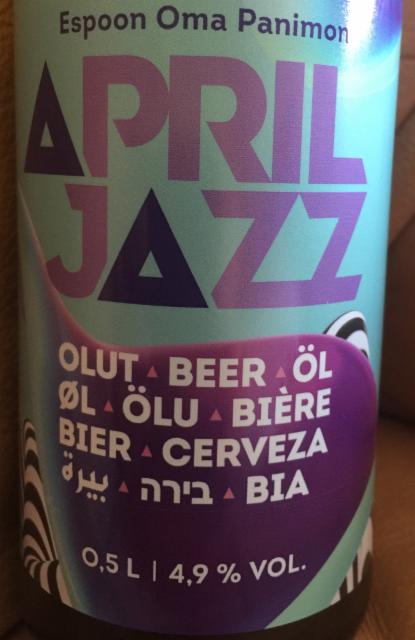 Espoon Oma Panimon
APRIL
JAZZ
OLUT ▲ BEER ▲ ÖL
ØL ▲ ÖLU ▲ BIÈRE
BIER ▲ CERVEZA
بيرة ▲ בירה ▲ BIA
0,5 L | 4,9 % VOL.